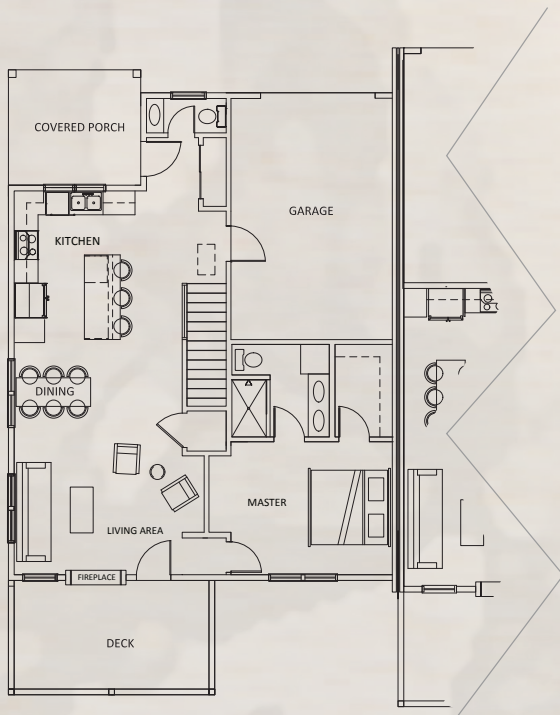 COVERED PORCH
GARAGE
KITCHEN
DINING
MASTER
LIVING AREA
FIREPLACE
DECK